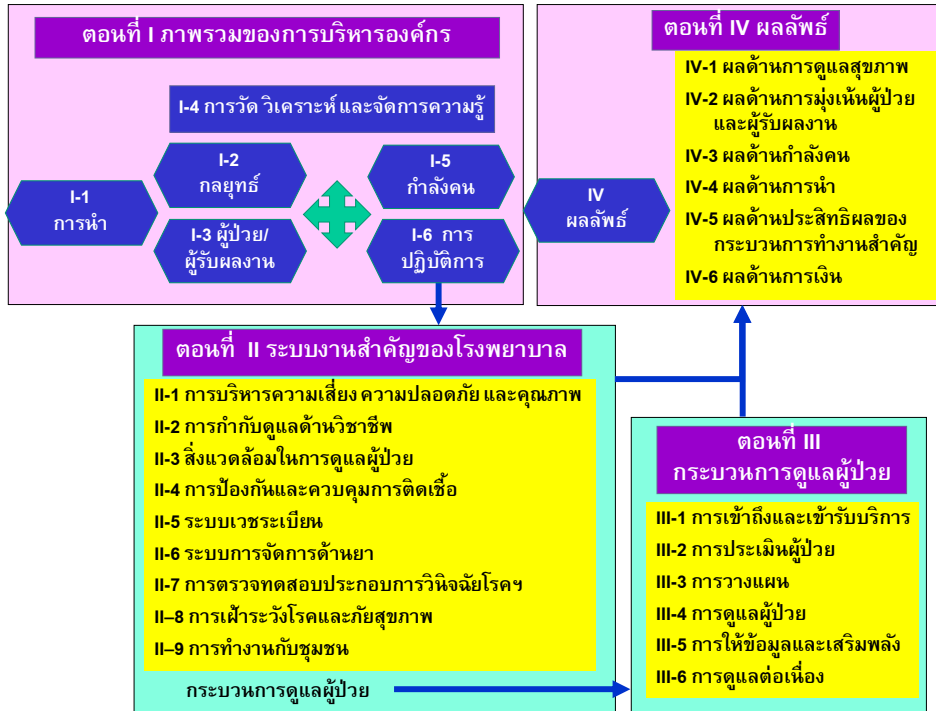 ตอนที่ I ภาพรวมของการบริหารองค์กร
I-4 การวัด วิเคราะห์ และจัดการความรู้
I-1
การนำ
I-2
กลยุทธ์
I-3 ผู้ป่วย/
ผู้รับผลงาน
I-5
กำลังคน
I-6 การ
ปฏิบัติการ
ตอนที่ IV ผลลัพธ์
IV
ผลลัพธ์
IV-1 ผลด้านการดูแลสุขภาพ
IV-2 ผลด้านการมุ่งเน้นผู้ป่วย
และผู้รับผลงาน
IV-3 ผลด้านกำลังคน
IV-4 ผลด้านการนำ
IV-5 ผลด้านประสิทธิผลของ
กระบวนการทำงานสำคัญ
IV-6 ผลด้านการเงิน
ตอนที่ II ระบบงานสำคัญของโรงพยาบาล
II-1 การบริหารความเสี่ยง ความปลอดภัย และคุณภาพ
II-2 การกำกับดูแลด้านวิชาชีพ
II-3 สิ่งแวดล้อมในการดูแลผู้ป่วย
II-4 การป้องกันและควบคุมการติดเชื้อ
II-5 ระบบเวชระเบียน
II-6 ระบบการจัดการด้านยา
II-7 การตรวจทดสอบประกอบการวินิจฉัยโรคฯ
II–8 การเฝ้าระวังโรคและภัยสุขภาพ
II–9 การทำงานกับชุมชน
กระบวนการดูแลผู้ป่วย
ตอนที่ III
กระบวนการดูแลผู้ป่วย
III-1 การเข้าถึงและเข้ารับบริการ
III-2 การประเมินผู้ป่วย
III-3 การวางแผน
III-4 การดูแลผู้ป่วย
III-5 การให้ข้อมูลและเสริมพลัง
III-6 การดูแลต่อเนื่อง